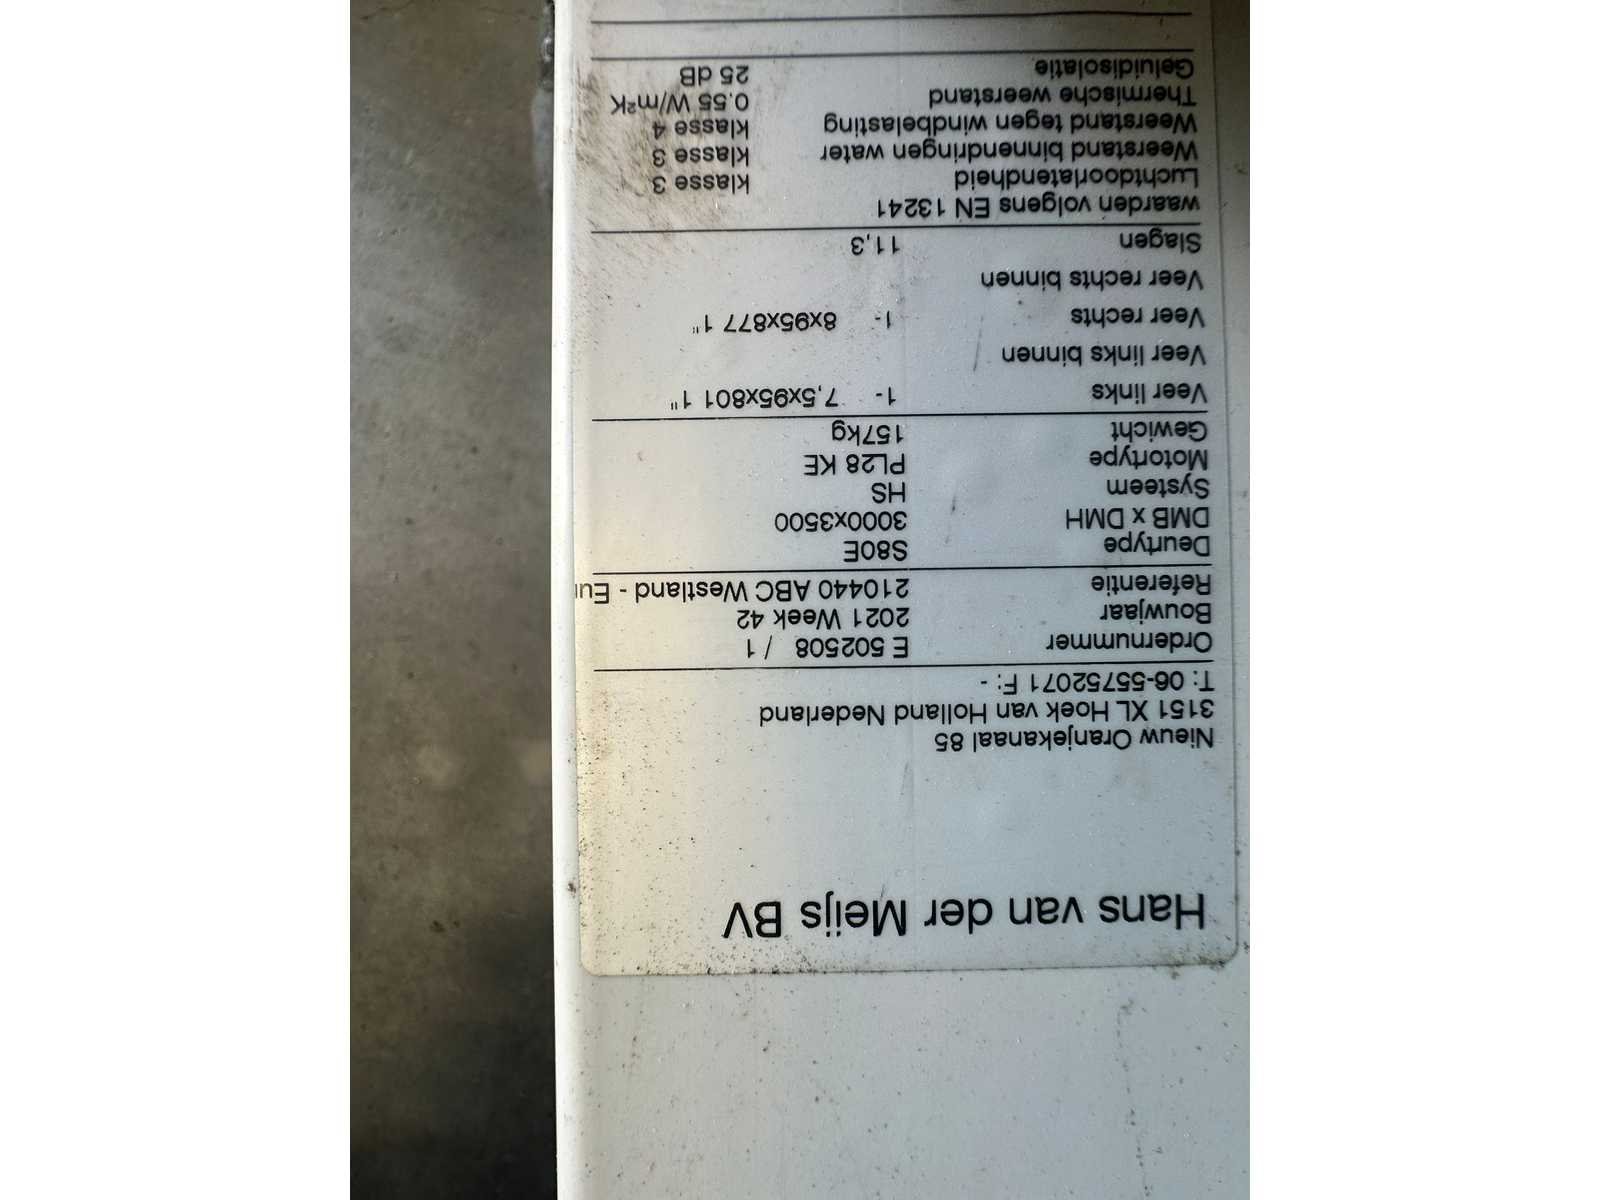 Hans van der Meijs BV
Nieuw Oranjekanaal 85
3151 XL Hoek van Holland Nederland
T: 06-55752071 F: -
Ordernummer E 502508 / 1
Bouwjaar 2021 Week 42
Referentie 210440 ABC Westland - Eur
Deurtype S80E
DMB x DMH 3000x3500
Systeem HS
Motortype PL28 KE
Gewicht 157kg
Veer links 1- 7,5x95x801 1"
Veer links binnen
Veer rechts 1- 8x95x877 1"
Veer rechts binnen
Slagen 11,3
waarden volgens EN 13241
Luchtdoorlatendheid klasse 3
Weerstand binnendringen water klasse 3
Weerstand tegen windbelasting klasse 4
Thermische weerstand 0.55 W/m²K
Geluidisolatie 25 dB